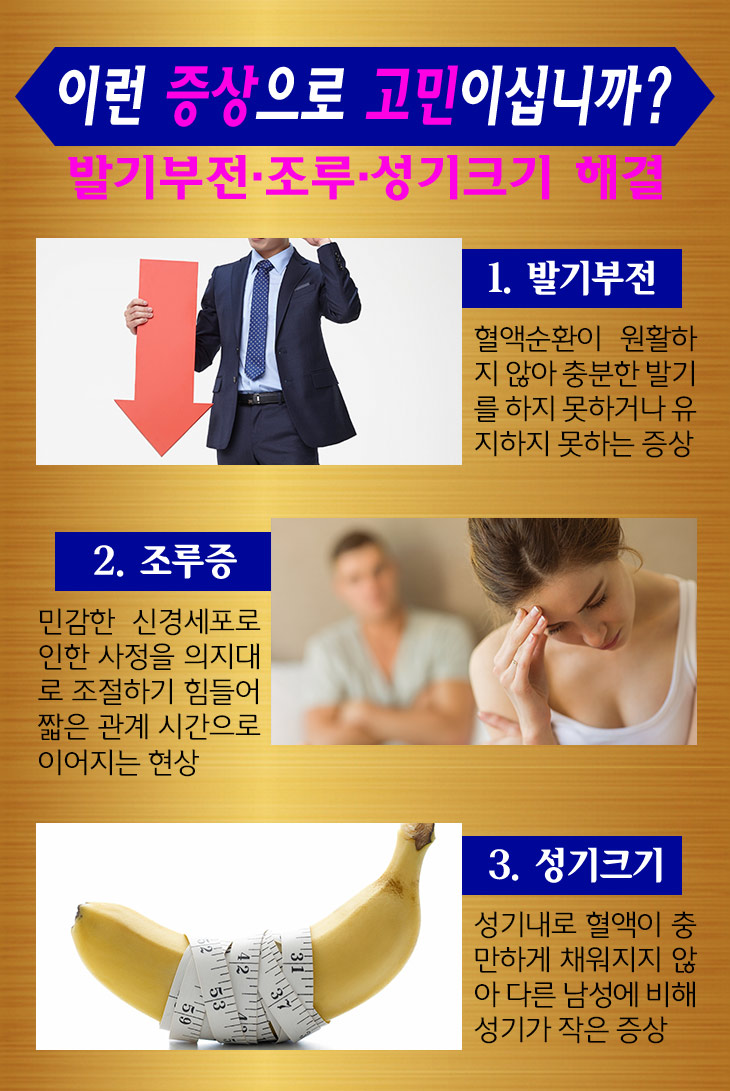 이런 증상으로 고민이십니까?
발기부전·조루·성기크기 해결
1. 발기부전
혈액순환이 원활하
지 않아 충분한 발기
를 하지 못하거나 유
지하지 못하는 증상
2. 조루증
민감한 신경세포로
인한 사정을 의지대
로 조절하기 힘들어
짧은 관계 시간으로
이어지는 현상
3. 성기크기
성기내로 혈액이 충
만하게 채워지지 않
아 다른 남성에 비해
성기가 작은 증상
52
42
31
53
37
59